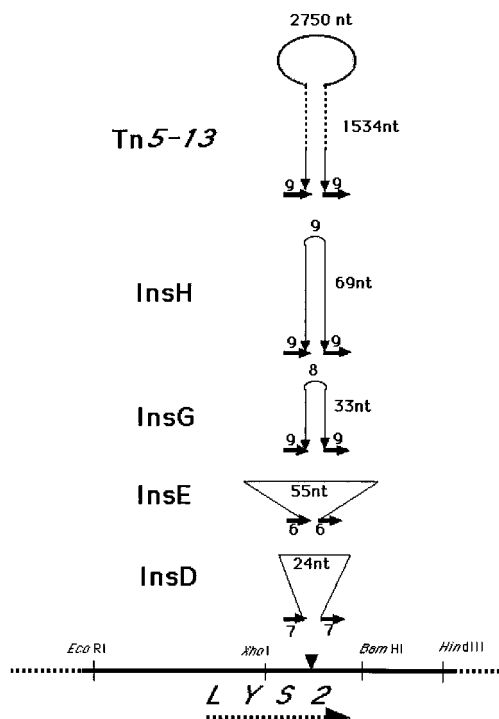 2750 nt
1534nt
Tn5-13
9 9
9
InsH
69nt
9 9
8
InsG
33nt
9 9
InsE
55nt
6 6
InsD
24nt
7 7
EcoRI XhoI BamHI HindIII
L Y S 2